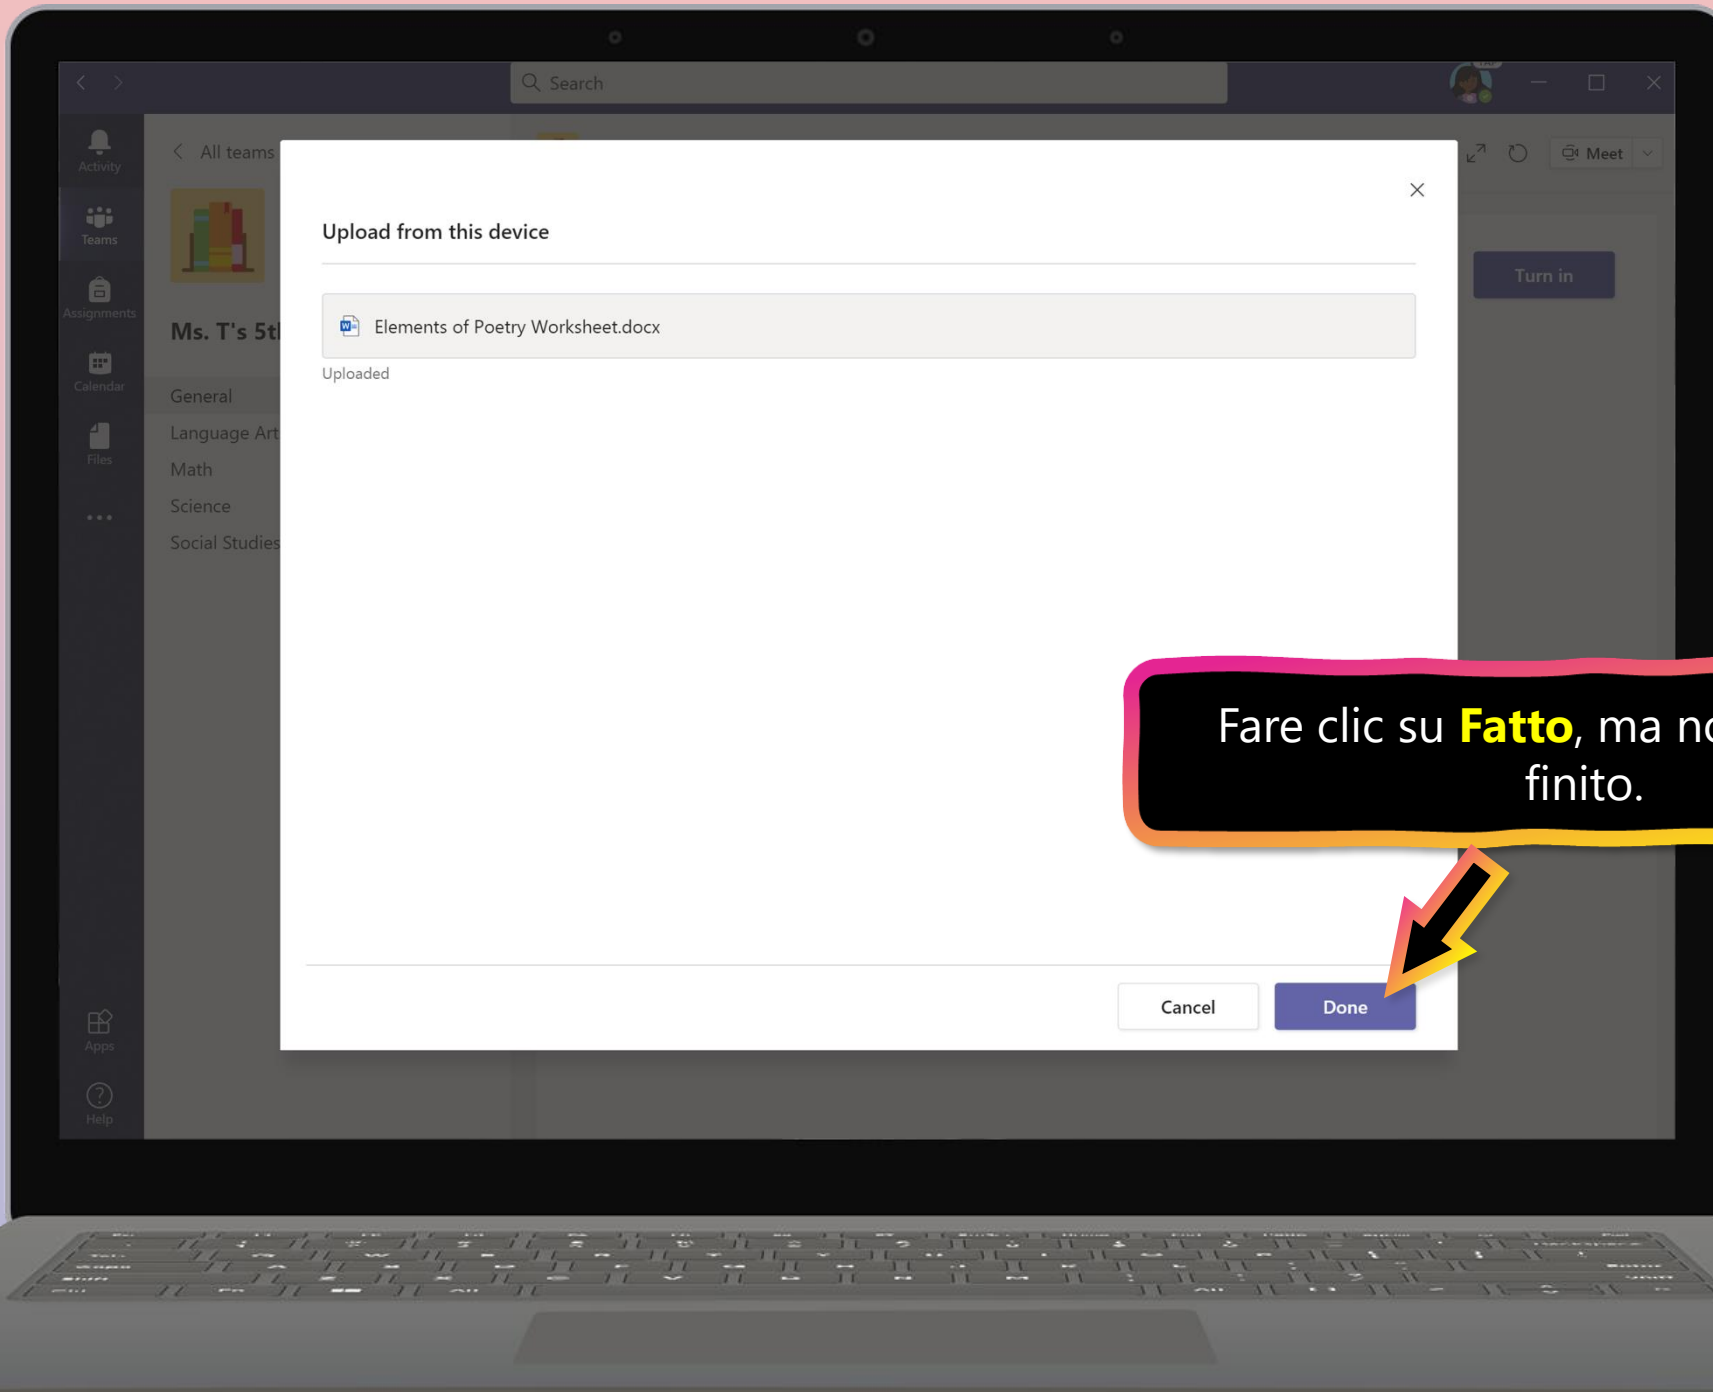 Search
Activity
Teams
Assignments
Calendar
Files
Apps
Help
All teams
Ms. T's 5th
General
Language Art
Math
Science
Social Studies
Meet
Turn in
Upload from this device
Elements of Poetry Worksheet.docx
Uploaded
Fare clic su Fatto, ma
finito.
Cancel
Done